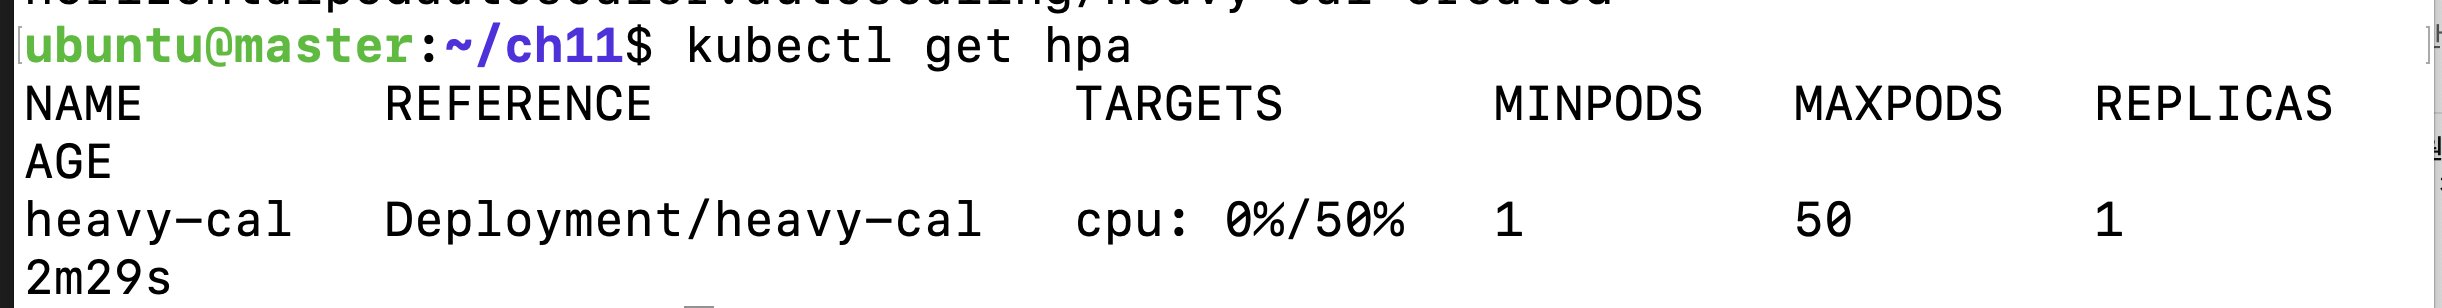 ubuntu@master:~/ch11$ kubectl get hpa
NAME REFERENCE TARGETS MINPODS MAXPODS REPLICAS
AGE
heavy-cal Deployment/heavy-cal cpu: 0%/50% 1 50 1
2m29s